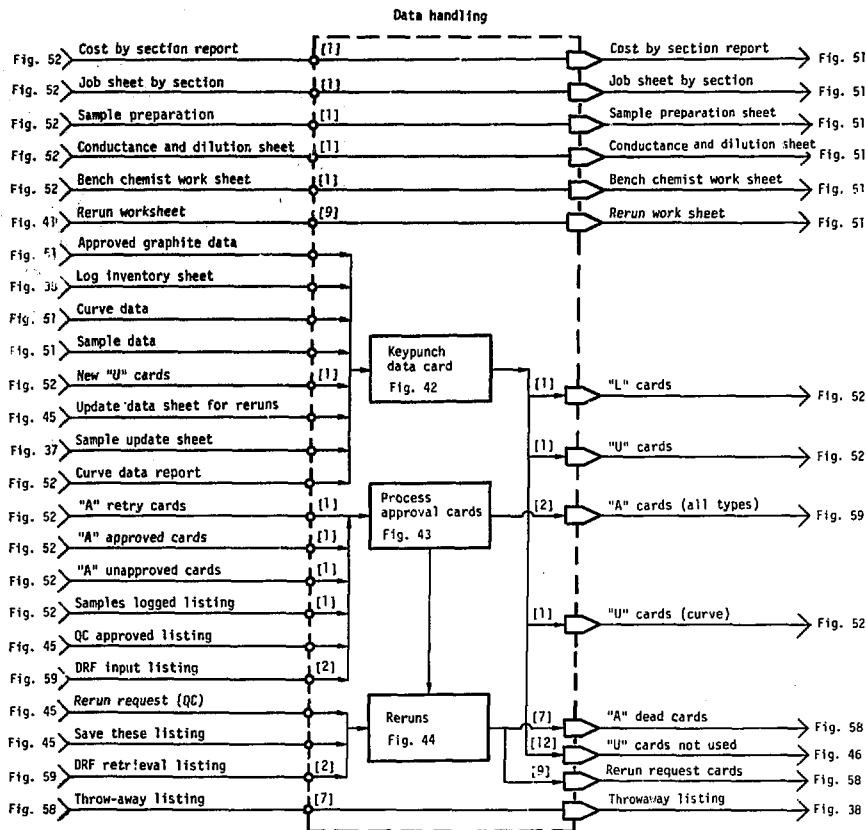 Data handling
Fig. 52 Cost by section report [1] Cost by section report Fig. 51
Fig. 52 Job sheet by section [1] Job sheet by section Fig. 51
Fig. 52 Sample preparation [1] Sample preparation sheet Fig. 51
Fig. 52 Conductance and dilution sheet [1] Conductance and dilution sheet Fig. 51
Fig. 52 Bench chemist work sheet [1] Bench chemist work sheet Fig. 51
Fig. 41 Rerun worksheet [9] Rerun work sheet Fig. 51
Fig. 51 Approved graphite data
Fig. 38 Log inventory sheet
Fig. 51 Curve data
Fig. 51 Sample data
Keypunch
data card
Fig. 42
Fig. 52 New "U" cards [1] [1] "L" cards Fig. 52
Fig. 45 Update data sheet for reruns
Fig. 37 Sample update sheet [1] "U" cards Fig. 52
Fig. 52 Curve data report
Fig. 52 "A" retry cards [1] [2] "A" cards (all types) Fig. 59
Process
approval cards
Fig. 43
Fig. 52 "A" approved cards [1]
Fig. 52 "A" unapproved cards [1]
Fig. 52 Samples logged listing [1] [1] "U" cards (curve) Fig. 52
Fig. 45 QC approved listing
Fig. 59 DRF input listing [2]
Fig. 45 Rerun request (QC) [7] "A" dead cards Fig. 58
Reruns
Fig. 44
Fig. 45 Save these listing [12] "U" cards not used Fig. 46
Fig. 59 DRF retrieval listing [2] [9] Rerun request cards Fig. 58
Fig. 58 Throw-away listing [7] Throwaway listing Fig. 38